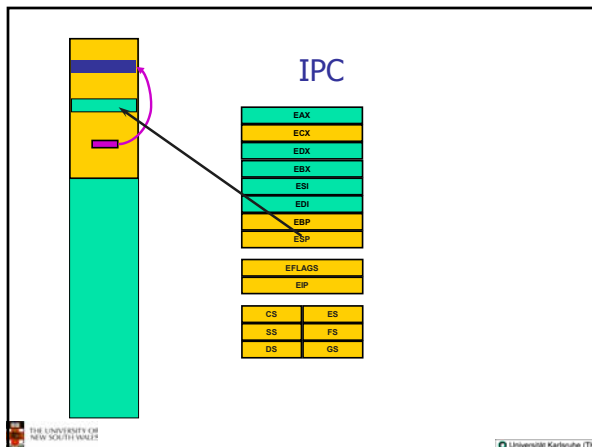 IPC
EAX
ECX
EDX
EBX
ESI
EDI
EBP
ESP
EFLAGS
EIP
CS ES
SS FS
DS GS
THE UNIVERSITY OF
NEW SOUTH WALES
Universität Karlsruhe (TH